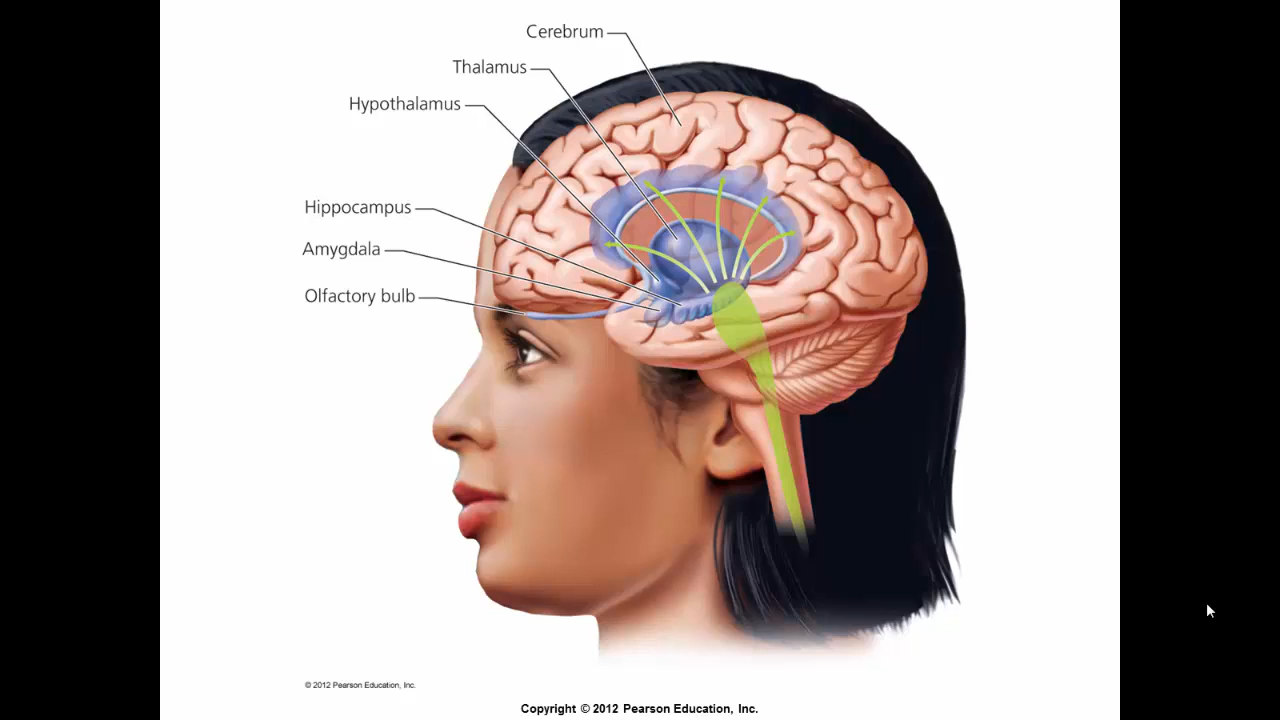 Cerebrum
Thalamus
Hypothalamus
Hippocampus
Amygdala
Olfactory bulb
© 2012 Pearson Education, Inc.
Copyright © 2012 Pearson Education, Inc.